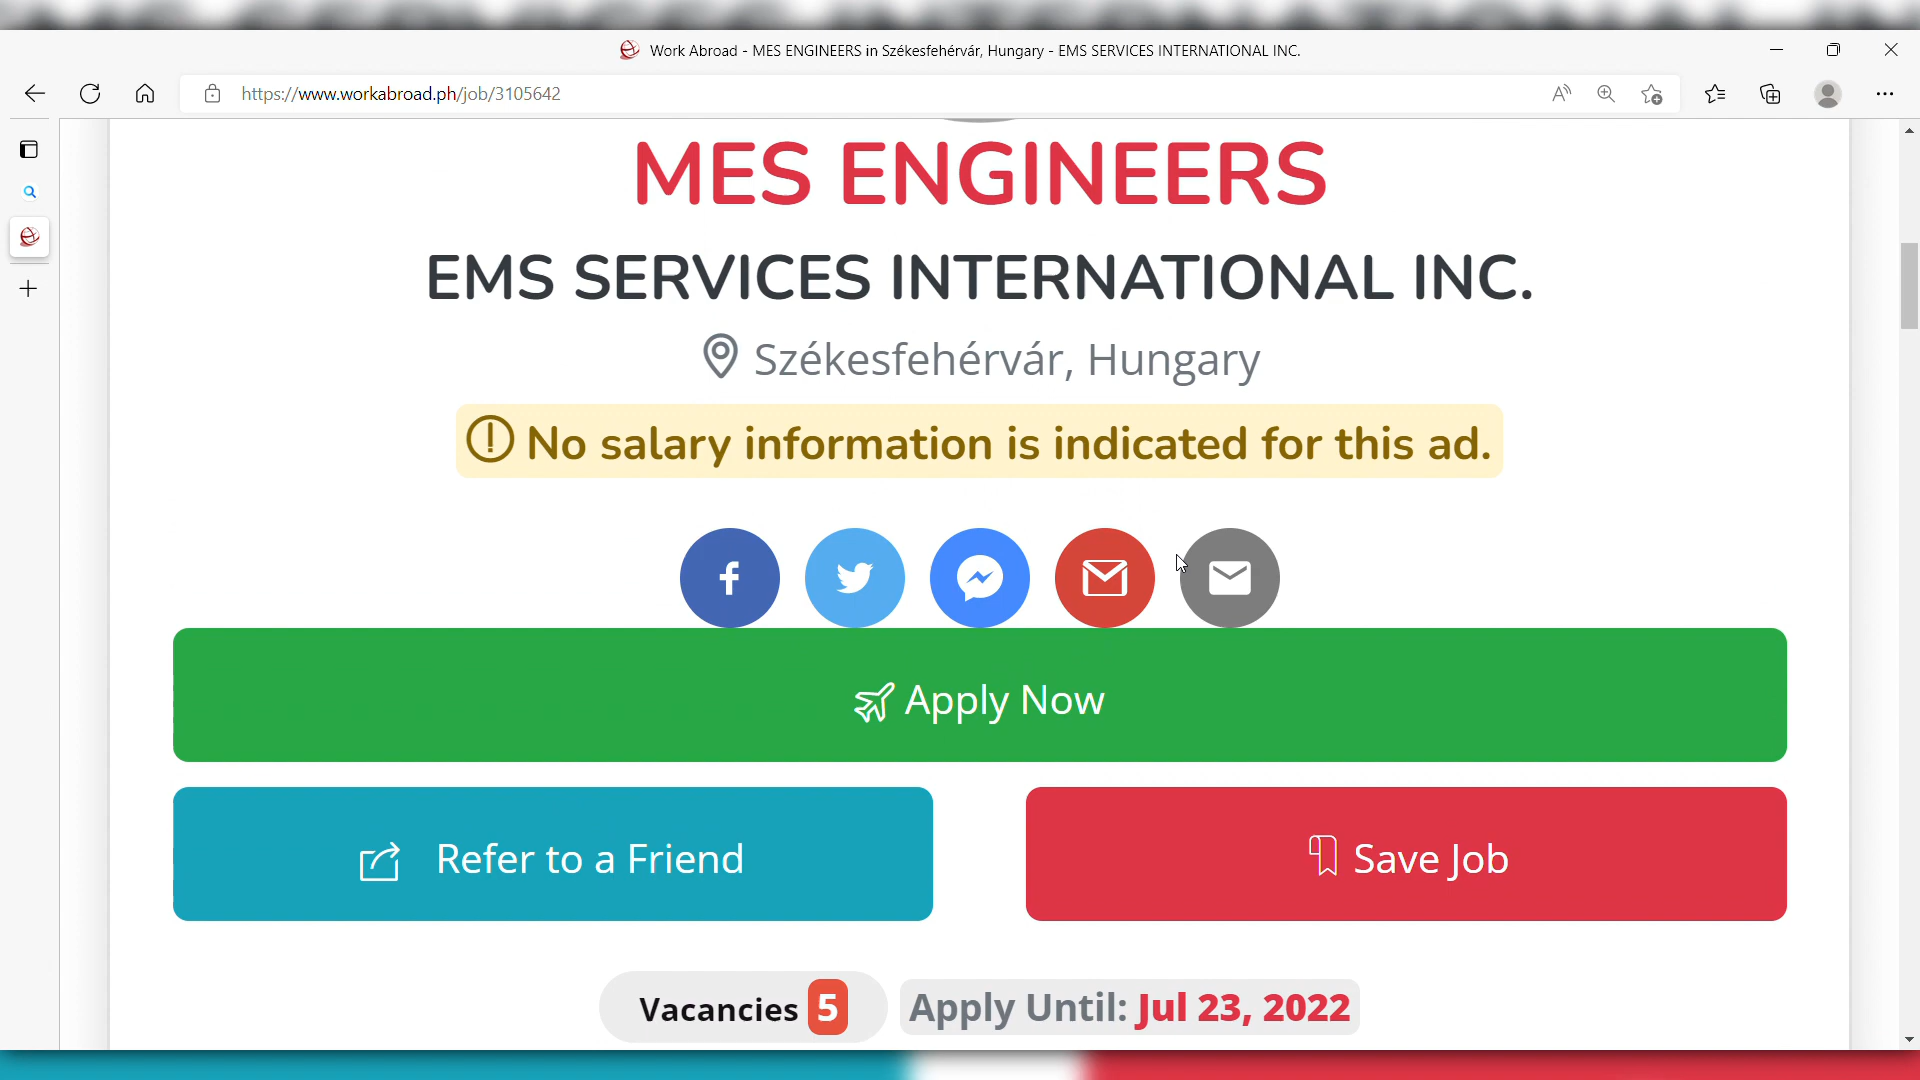 Work Abroad - MES ENGINEERS in Székesfehérvár, Hungary - EMS SERVICES INTERNATIONAL INC.
https://www.workabroad.ph/job/3105642
MES ENGINEERS
EMS SERVICES INTERNATIONAL INC.
Székesfehérvár, Hungary
No salary information is indicated for this ad.
Apply Now
Refer to a Friend
Save Job
Vacancies 5
Apply Until: Jul 23, 2022